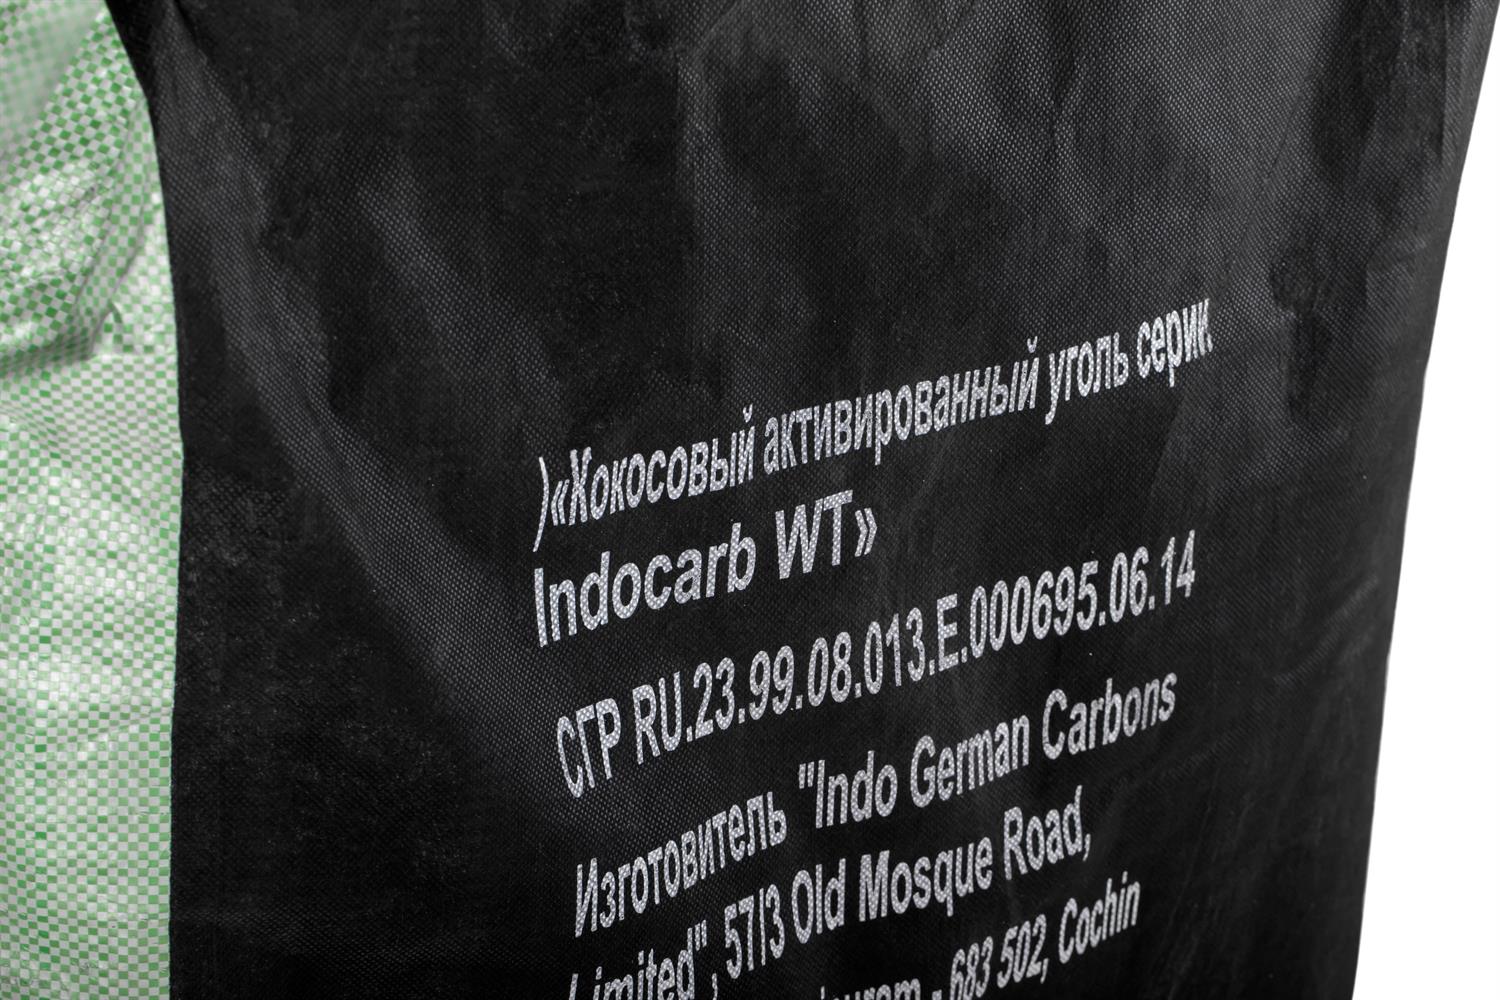 )«Кокосовый активированный уголь серии
Indocarb WT»
СГР RU.23.99.08.013.Е.000695.06.14
Изготовитель "Indo German Carbons
Limited", 57/3 Old Mosque Road,
- 683 502, Cochin